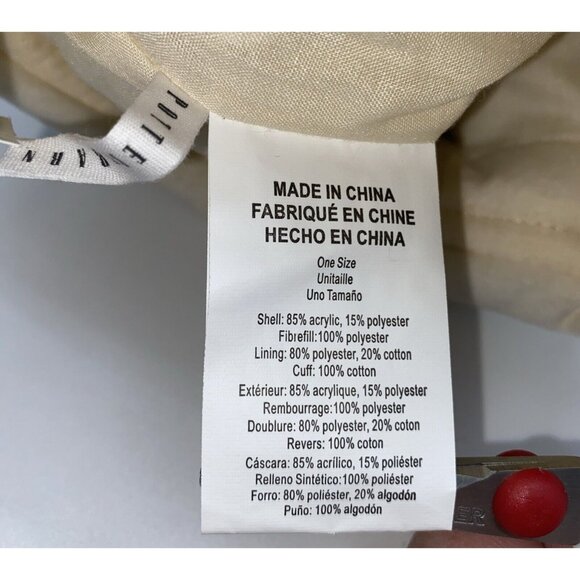 POTTERY
BARN
MADE IN CHINA
FABRIQUÉ EN CHINE
HECHO EN CHINA
One Size
Unitaille
Uno Tamaño
Shell: 85% acrylic, 15% polyester
Fibrefill:100% polyester
Lining: 80% polyester, 20% cotton
Cuff: 100% cotton
Extérieur: 85% acrylique, 15% polyester
Rembourrage:100% polyester
Doublure: 80% polyester, 20% coton
Revers: 100% coton
Cáscara: 85% acrílico, 15% poliéster
Relleno Sintético:100% poliéster
Forro: 80% poliéster, 20% algodón
Puño: 100% algodón